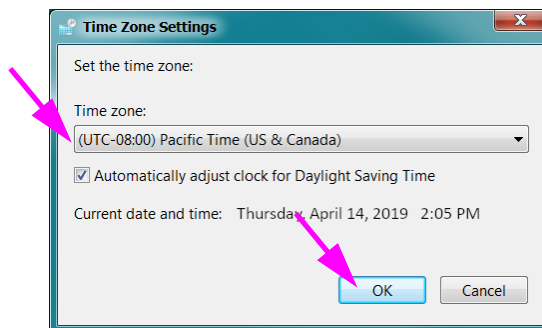 Time Zone Settings
X
Set the time zone:
Time zone:
(UTC-08:00) Pacific Time (US & Canada)
Automatically adjust clock for Daylight Saving Time
Current date and time: Thursday, April 14, 2019 2:05 PM
OK Cancel